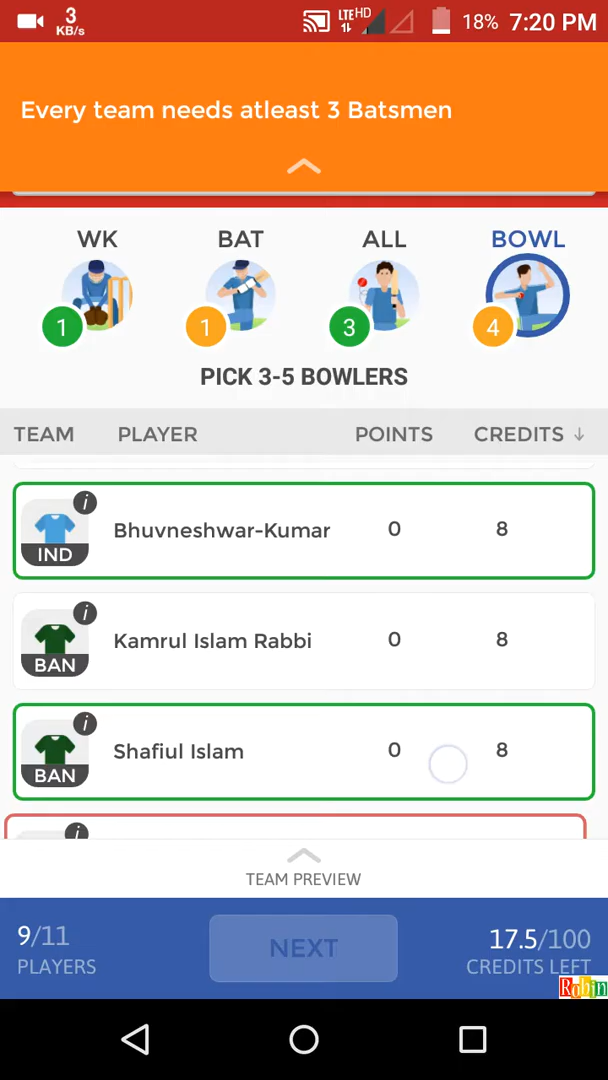 3
KB/s
LTE HD
18% 7:20 PM
Every team needs atleast 3 Batsmen
WK BAT ALL BOWL
1 1 3 4
PICK 3-5 BOWLERS
TEAM PLAYER POINTS CREDITS ↓
i
IND Bhuvneshwar-Kumar 0 8
i
BAN Kamrul Islam Rabbi 0 8
i
BAN Shafiul Islam 0 8
i
TEAM PREVIEW
9/11 NEXT 17.5/100
PLAYERS CREDITS LEFT
Robin